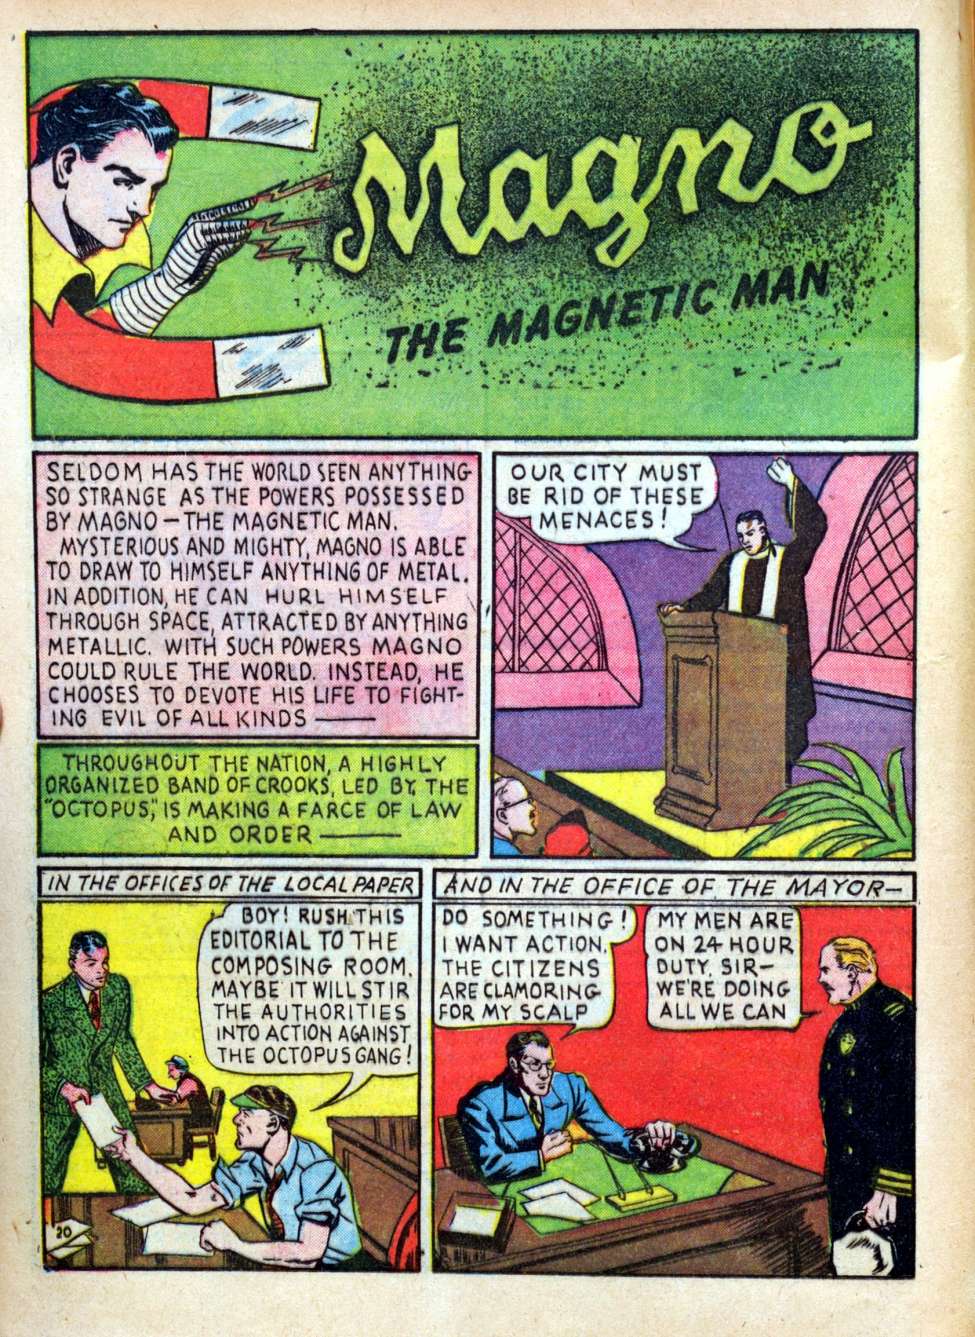 Magno
THE MAGNETIC MAN
SELDOM HAS THE WORLD SEEN ANYTHING
SO STRANGE AS THE POWERS POSSESSED
BY MAGNO — THE MAGNETIC MAN.
MYSTERIOUS AND MIGHTY, MAGNO IS ABLE
TO DRAW TO HIMSELF ANYTHING OF METAL.
IN ADDITION, HE CAN HURL HIMSELF
THROUGH SPACE, ATTRACTED BY ANYTHING
METALLIC. WITH SUCH POWERS MAGNO
COULD RULE THE WORLD. INSTEAD, HE
CHOOSES TO DEVOTE HIS LIFE TO FIGHT-
ING EVIL OF ALL KINDS ——
THROUGHOUT THE NATION, A HIGHLY
ORGANIZED BAND OF CROOKS, LED BY THE
"OCTOPUS," IS MAKING A FARCE OF LAW
AND ORDER ——
OUR CITY MUST
BE RID OF THESE
MENACES!
IN THE OFFICES OF THE LOCAL PAPER
BOY! RUSH THIS
EDITORIAL TO THE
COMPOSING ROOM.
MAYBE IT WILL STIR
THE AUTHORITIES
INTO ACTION AGAINST
THE OCTOPUS GANG!
20
AND IN THE OFFICE OF THE MAYOR—
DO SOMETHING!
I WANT ACTION.
THE CITIZENS
ARE CLAMORING
FOR MY SCALP
MY MEN ARE
ON 24 HOUR
DUTY, SIR—
WE'RE DOING
ALL WE CAN